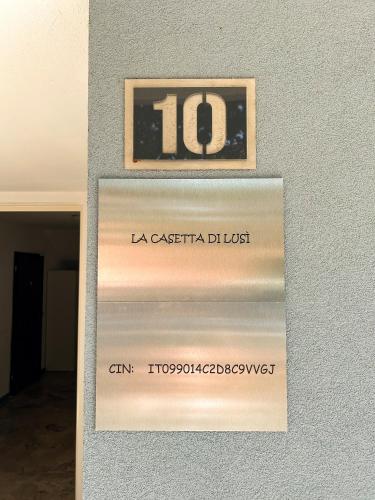 10
LA CASETTA DI LUSÌ
CIN: IT099014C2D8C9VVGJ